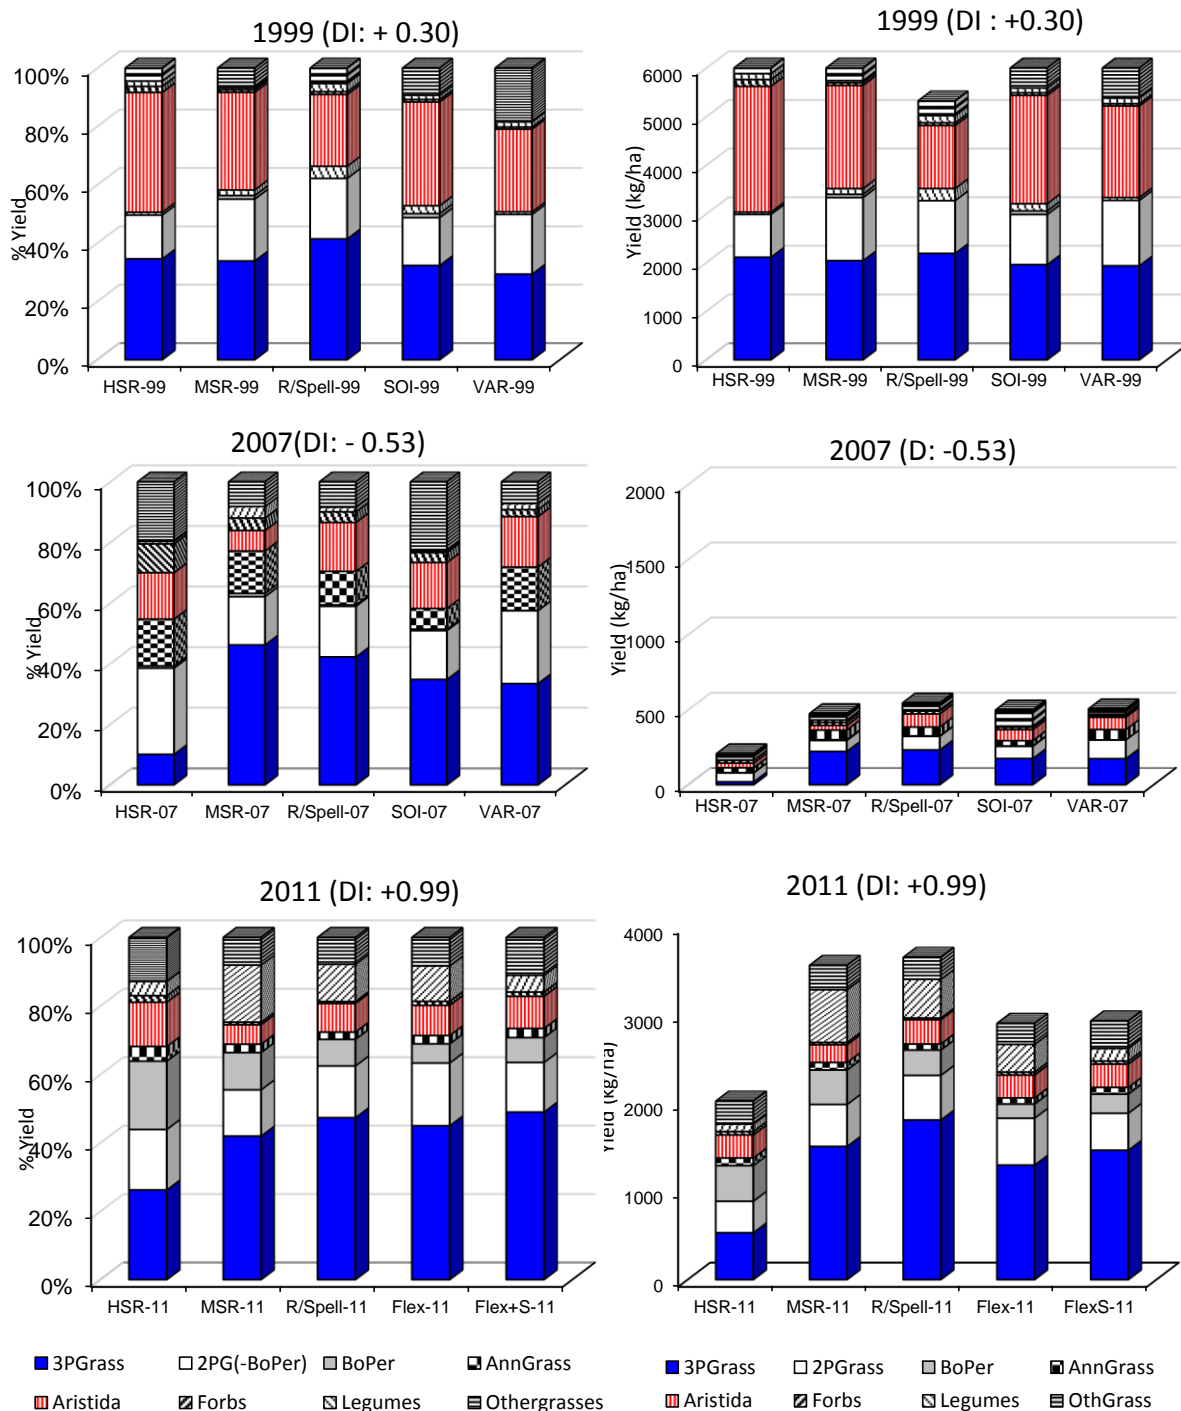 1999 (DI: + 0.30)
100%
80%
60%
40%
20%
0%
% Yield
HSR-99 MSR-99 R/Spell-99 SOI-99 VAR-99
1999 (DI : +0.30)
6000
5000
4000
3000
2000
1000
0
Yield (kg/ha)
HSR-99 MSR-99 R/Spell-99 SOI-99 VAR-99
2007(DI: - 0.53)
100%
80%
60%
40%
20%
0%
% Yield
HSR-07 MSR-07 R/Spell-07 SOI-07 VAR-07
2007 (D: -0.53)
2000
1500
1000
500
0
Yield (kg/ha)
HSR-07 MSR-07 R/Spell-07 SOI-07 VAR-07
2011 (DI: +0.99)
100%
80%
60%
40%
20%
0%
% Yield
HSR-11 MSR-11 R/Spell-11 Flex-11 Flex+S-11
2011 (DI: +0.99)
4000
3000
2000
1000
0
Yield (kg/ha)
HSR-11 MSR-11 R/Spell-11 Flex-11 FlexS-11
3PGrass 2PG(-BoPer) BoPer AnnGrass
Aristida Forbs Legumes Othergrasses
3PGrass 2PGrass BoPer AnnGrass
Aristida Forbs Legumes OthGrass